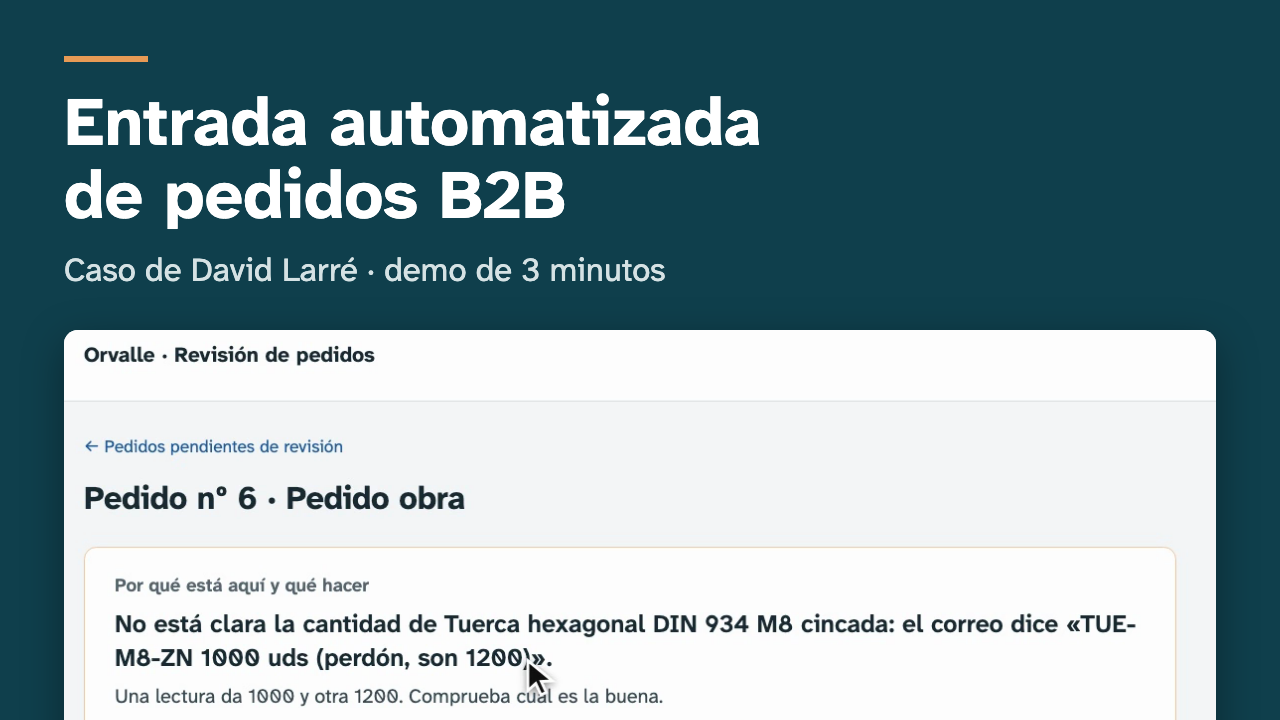 Entrada automatizada
de pedidos B2B
Caso de David Larré · demo de 3 minutos
Orvalle · Revisión de pedidos
← Pedidos pendientes de revisión
Pedido nº 6 · Pedido obra
Por qué está aquí y qué hacer
No está clara la cantidad de Tuerca hexagonal DIN 934 M8 cincada: el correo dice «TUE-
M8-ZN 1000 uds (perdón, son 1200)».
Una lectura da 1000 y otra 1200. Comprueba cuál es la buena.